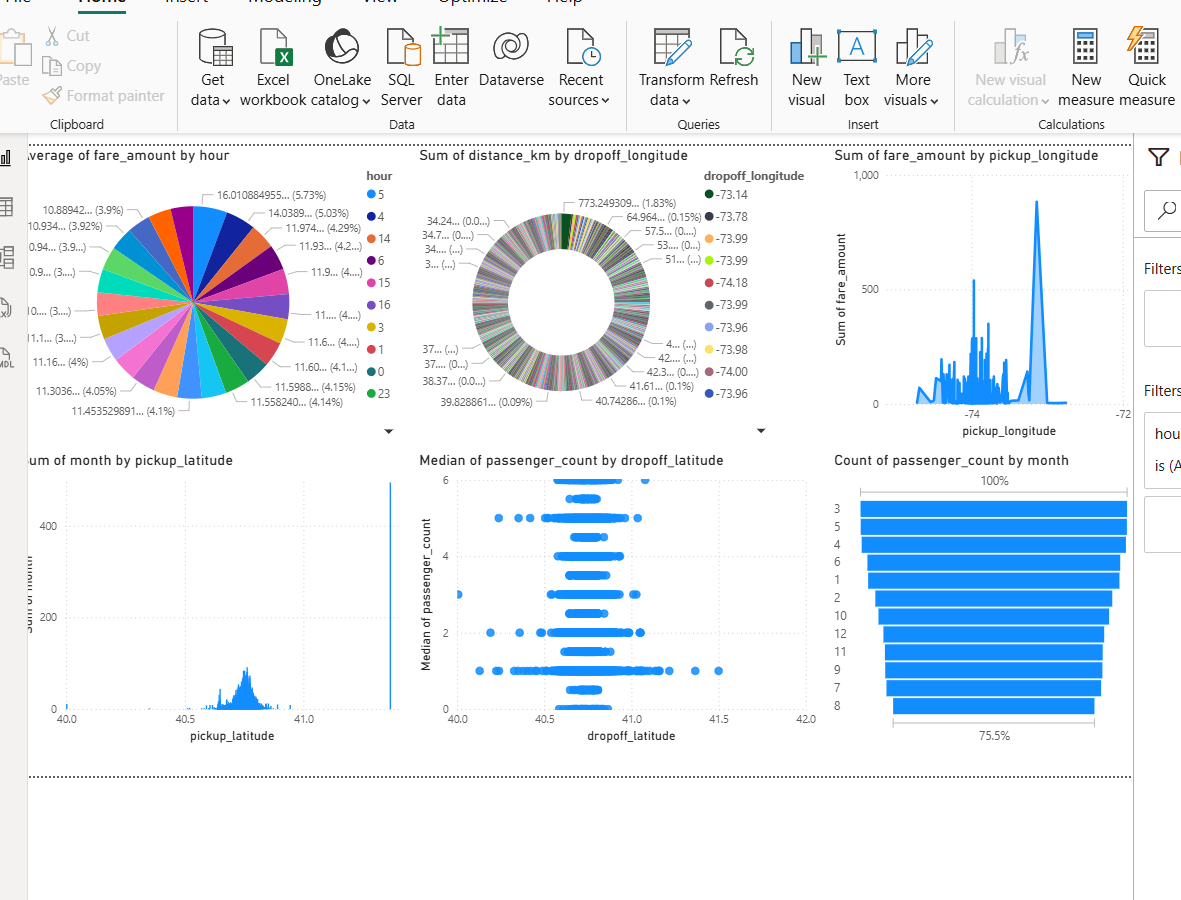 Home
Insert
Modeling
View
Optimize
Help
Paste
Cut
Copy
Format painter
Clipboard
Get data
Excel workbook
OneLake catalog
SQL Server
Enter data
Dataverse
Recent sources
Data
Transform data
Refresh
Queries
New visual
Text box
More visuals
Insert
New visual calculation
New measure
Quick measure
Calculations
Average of fare_amount by hour
16.010884955... (5.73%)
14.0389... (5.03%)
11.974... (4.29%)
11.93... (4.2...)
11.9... (4....)
11.... (4....)
11.6... (4...)
11.60... (4.1...)
11.5988... (4.15%)
11.558240... (4.14%)
11.453529891... (4.1%)
11.3036... (4.05%)
11.16... (4%)
11.1... (3....)
10... (3....)
10.9... (3....)
10.94... (3.9...)
10.934... (3.92%)
10.88942... (3.9%)
hour
5
4
14
6
15
16
3
1
0
23
Sum of distance_km by dropoff_longitude
773.249309... (1.83%)
64.964... (0.15%)
57.5... (0....)
53.... (0....)
51... (...)
4... (...)
42.... (...)
42.3... (0....)
41.61... (0.1%)
40.74286... (0.1%)
39.828861... (0.09%)
38.37... (0.0...)
37.... (0....)
37... (...)
3... (...)
34.... (...)
34.7... (0....)
34.24... (0.0...)
dropoff_longitude
-73.14
-73.78
-73.99
-73.99
-74.18
-73.99
-73.96
-73.98
-74.00
-73.96
Sum of fare_amount by pickup_longitude
Sum of fare_amount
1,000
500
0
-74
-72
pickup_longitude
Sum of month by pickup_latitude
Sum of month
400
200
0
40.0
40.5
41.0
pickup_latitude
Median of passenger_count by dropoff_latitude
Median of passenger_count
6
4
2
0
40.0
40.5
41.0
41.5
42.0
dropoff_latitude
Count of passenger_count by month
100%
3
5
4
6
1
2
10
12
11
9
7
8
75.5%
Filters
Filters
hou
is (A